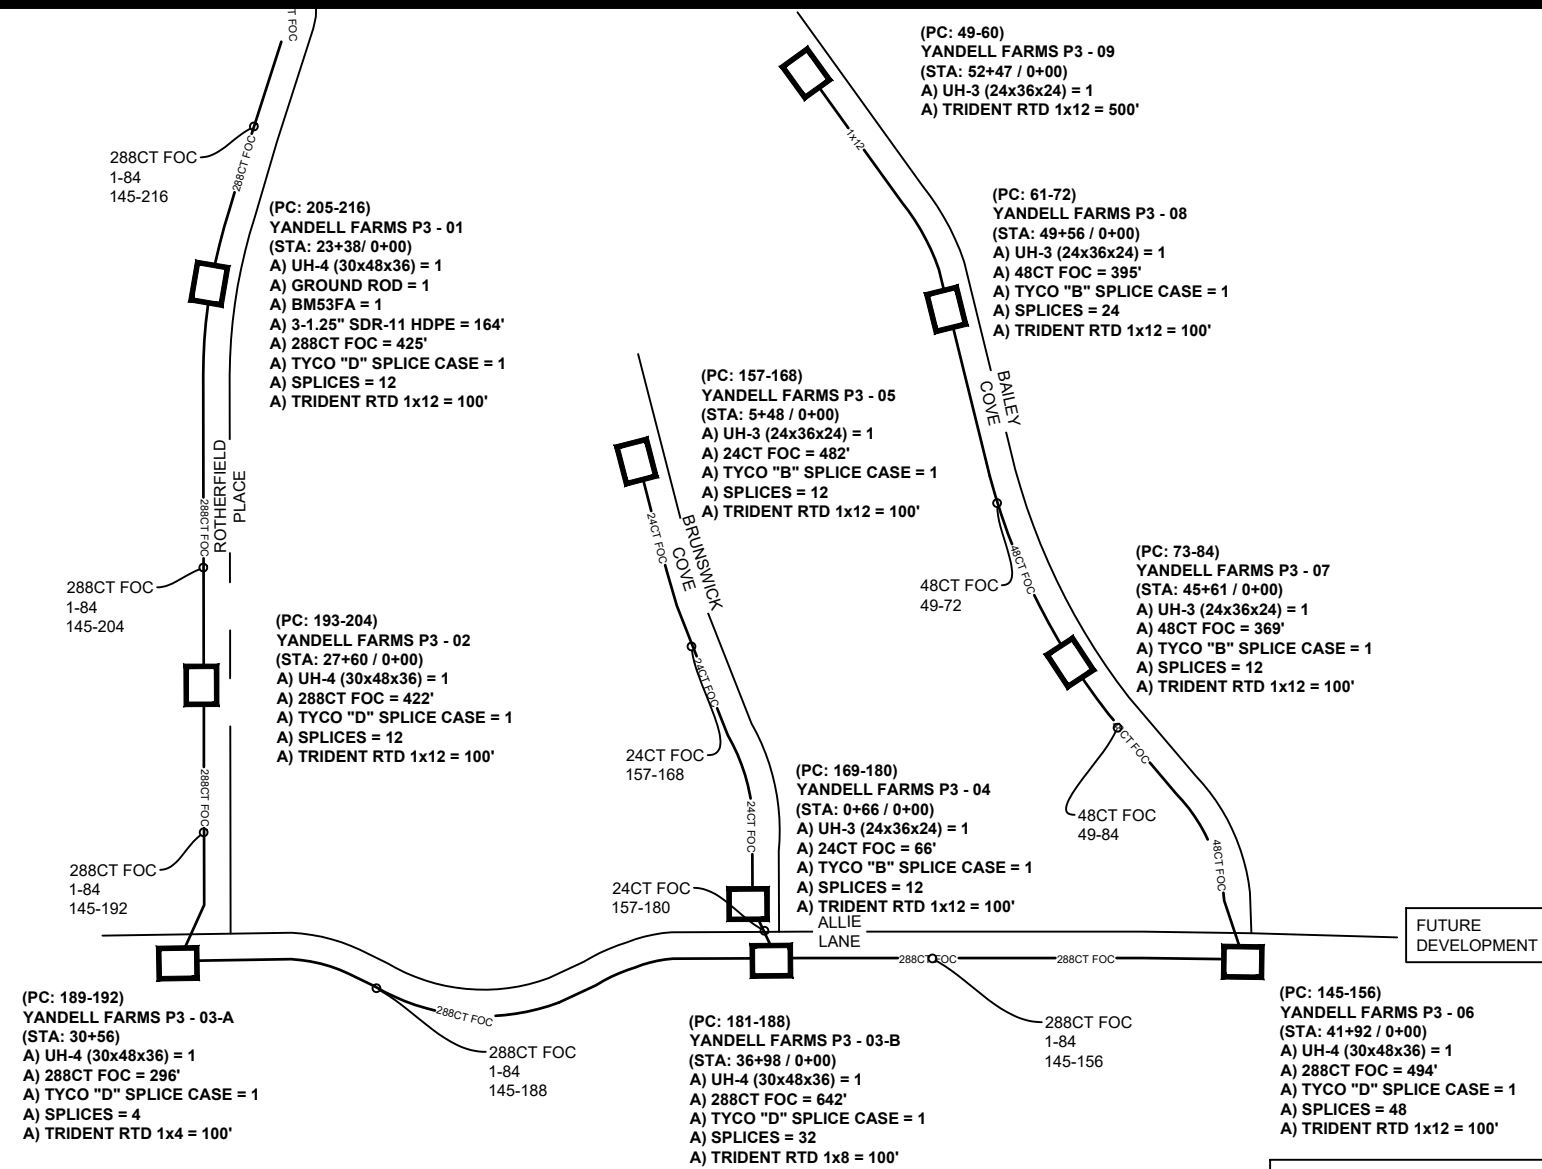 T FOC
(PC: 49-60)
YANDELL FARMS P3 - 09
(STA: 52+47 / 0+00)
A) UH-3 (24x36x24) = 1
A) TRIDENT RTD 1x12 = 500'
1x12
288CT FOC
1-84
145-216
288CT FOC
(PC: 205-216)
YANDELL FARMS P3 - 01
(STA: 23+38/ 0+00)
A) UH-4 (30x48x36) = 1
A) GROUND ROD = 1
A) BM53FA = 1
A) 3-1.25" SDR-11 HDPE = 164'
A) 288CT FOC = 425'
A) TYCO "D" SPLICE CASE = 1
A) SPLICES = 12
A) TRIDENT RTD 1x12 = 100'
(PC: 61-72)
YANDELL FARMS P3 - 08
(STA: 49+56 / 0+00)
A) UH-3 (24x36x24) = 1
A) 48CT FOC = 395'
A) TYCO "B" SPLICE CASE = 1
A) SPLICES = 24
A) TRIDENT RTD 1x12 = 100'
BAILEY
COVE
(PC: 157-168)
YANDELL FARMS P3 - 05
(STA: 5+48 / 0+00)
A) UH-3 (24x36x24) = 1
A) 24CT FOC = 482'
A) TYCO "B" SPLICE CASE = 1
A) SPLICES = 12
A) TRIDENT RTD 1x12 = 100'
ROTHERFIELD
PLACE
288CT FOC
24CT FOC
BRUNSWICK
COVE
48CT FOC
288CT FOC
1-84
145-204
48CT FOC
49-72
(PC: 73-84)
YANDELL FARMS P3 - 07
(STA: 45+61 / 0+00)
A) UH-3 (24x36x24) = 1
A) 48CT FOC = 369'
A) TYCO "B" SPLICE CASE = 1
A) SPLICES = 12
A) TRIDENT RTD 1x12 = 100'
(PC: 193-204)
YANDELL FARMS P3 - 02
(STA: 27+60 / 0+00)
A) UH-4 (30x48x36) = 1
A) 288CT FOC = 422'
A) TYCO "D" SPLICE CASE = 1
A) SPLICES = 12
A) TRIDENT RTD 1x12 = 100'
24CT FOC
24CT FOC
157-168
288CT FOC
24CT FOC
CT FOC
(PC: 169-180)
YANDELL FARMS P3 - 04
(STA: 0+66 / 0+00)
A) UH-3 (24x36x24) = 1
A) 24CT FOC = 66'
A) TYCO "B" SPLICE CASE = 1
A) SPLICES = 12
A) TRIDENT RTD 1x12 = 100'
48CT FOC
49-84
48CT FOC
288CT FOC
1-84
145-192
24CT FOC
157-180
ALLIE
LANE
FUTURE
DEVELOPMENT
288CT FOC
288CT FOC
288CT FOC
(PC: 189-192)
YANDELL FARMS P3 - 03-A
(STA: 30+56)
A) UH-4 (30x48x36) = 1
A) 288CT FOC = 296'
A) TYCO "D" SPLICE CASE = 1
A) SPLICES = 4
A) TRIDENT RTD 1x4 = 100'
288CT FOC
1-84
145-188
(PC: 181-188)
YANDELL FARMS P3 - 03-B
(STA: 36+98 / 0+00)
A) UH-4 (30x48x36) = 1
A) 288CT FOC = 642'
A) TYCO "D" SPLICE CASE = 1
A) SPLICES = 32
A) TRIDENT RTD 1x8 = 100'
288CT FOC
1-84
145-156
(PC: 145-156)
YANDELL FARMS P3 - 06
(STA: 41+92 / 0+00)
A) UH-4 (30x48x36) = 1
A) 288CT FOC = 494'
A) TYCO "D" SPLICE CASE = 1
A) SPLICES = 48
A) TRIDENT RTD 1x12 = 100'